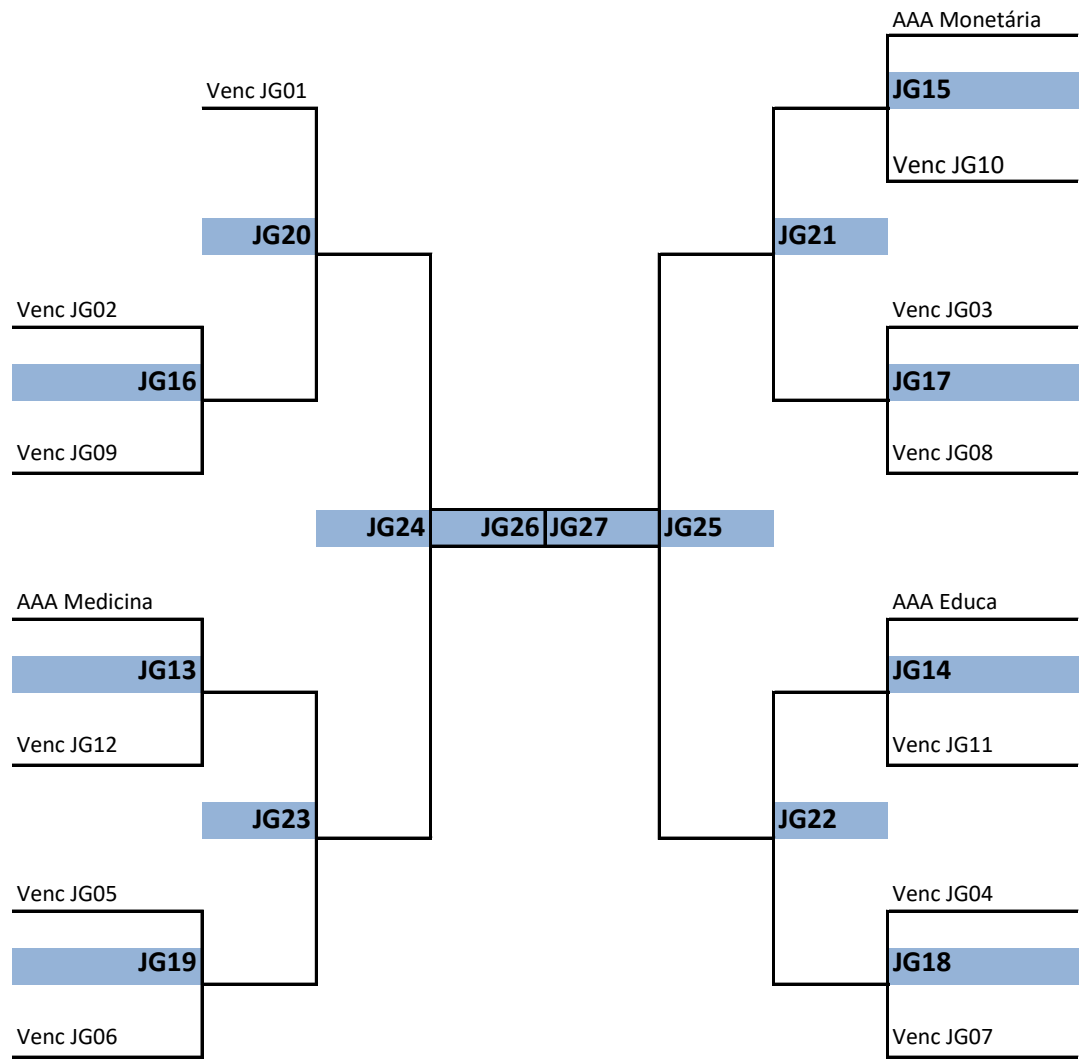 AAA Monetária
Venc JG01
JG15
Venc JG10
JG20
JG21
Venc JG02
Venc JG03
JG16
JG17
Venc JG09
Venc JG08
JG24
JG26
JG27
JG25
AAA Medicina
AAA Educa
JG13
JG14
Venc JG12
Venc JG11
JG23
JG22
Venc JG05
Venc JG04
JG19
JG18
Venc JG06
Venc JG07